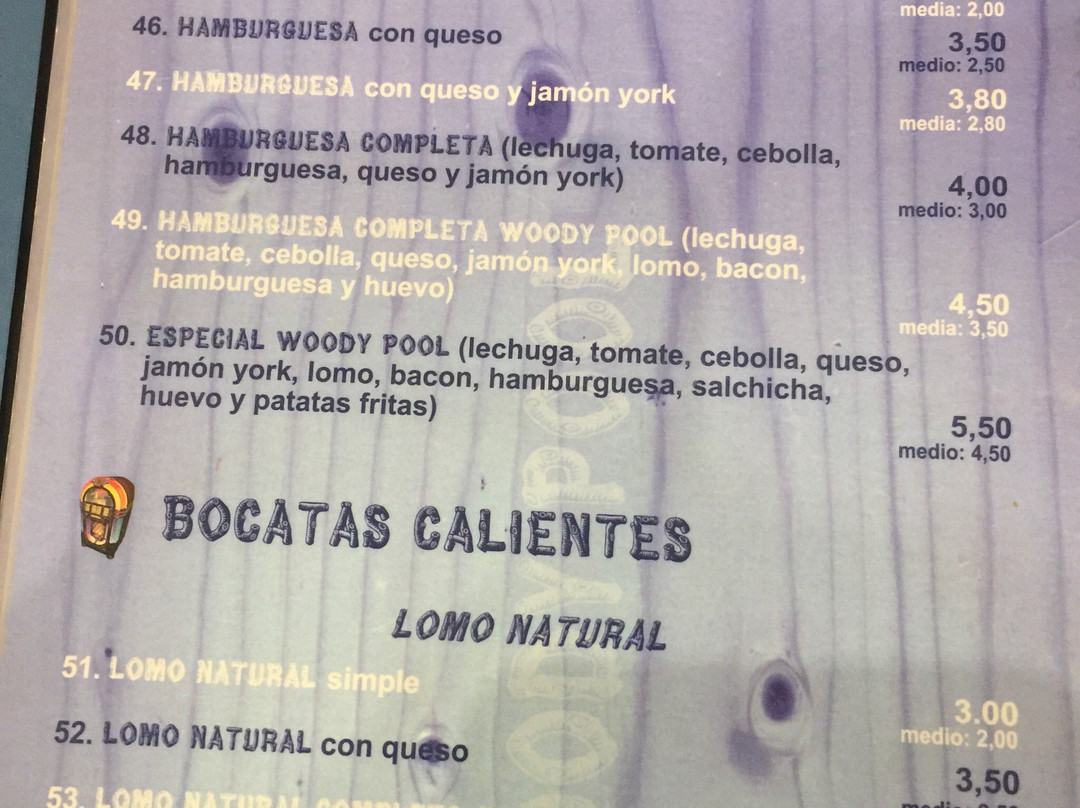 media: 2,00
46. HAMBURGUESA con queso
3,50
medio: 2,50
47. HAMBURGUESA con queso y jamón york
3,80
media: 2,80
48. HAMBURGUESA COMPLETA (lechuga, tomate, cebolla,
hamburguesa, queso y jamón york)
4,00
medio: 3,00
49. HAMBURGUESA COMPLETA WOODY POOL (lechuga,
tomate, cebolla, queso, jamón york, lomo, bacon,
hamburguesa y huevo)
4,50
media: 3,50
50. ESPECIAL WOODY POOL (lechuga, tomate, cebolla, queso,
jamón york, lomo, bacon, hamburguesa, salchicha,
huevo y patatas fritas)
5,50
medio: 4,50
BOCATAS CALIENTES
LOMO NATURAL
51. LOMO NATURAL simple
3.00
medio: 2,00
52. LOMO NATURAL con queso
3,50
53. LOMO NATURAL